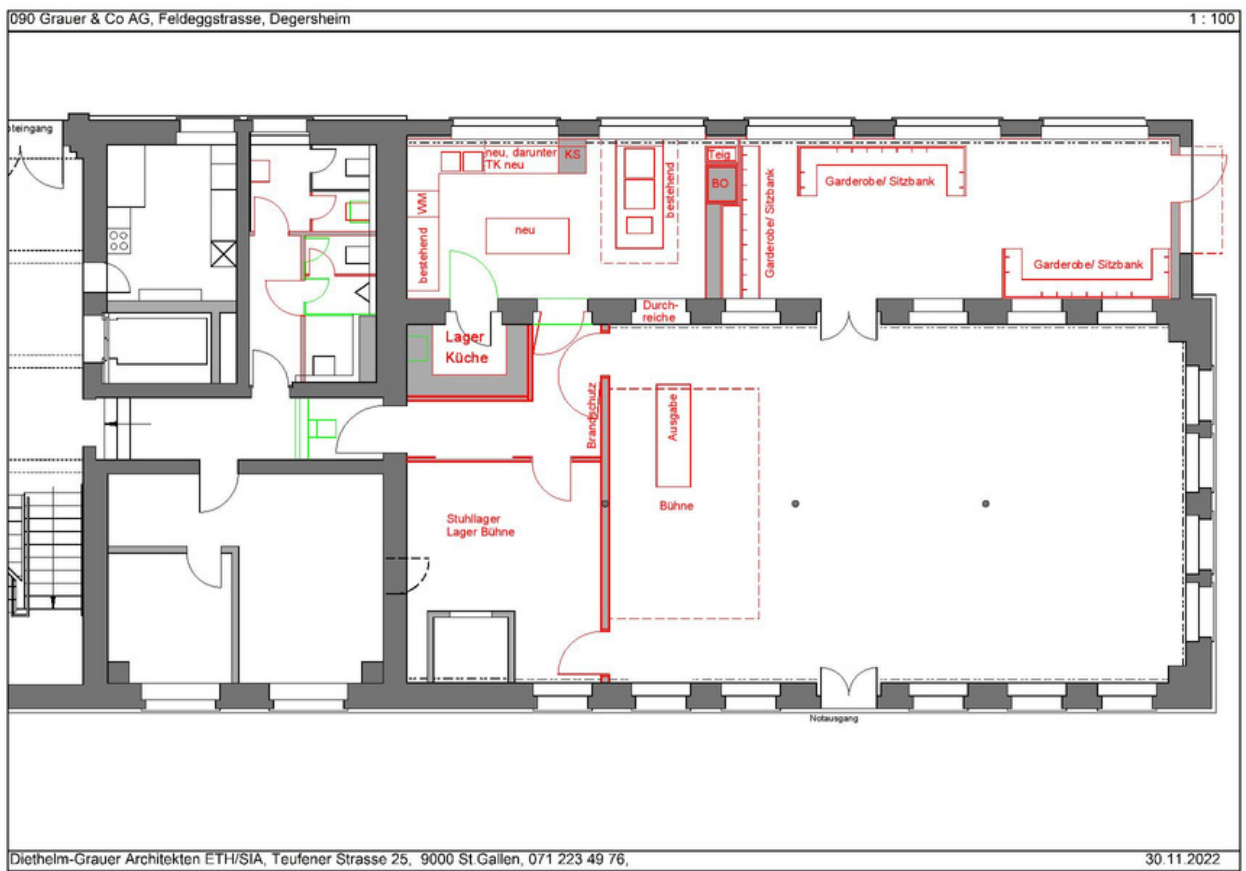 090 Grauer & Co AG, Feldeggstrasse, Degersheim
1 : 100
oteingang
neu, darunter
TK neu
KS
WM
bestehend
neu
bestehend
Teig
BO
Garderobe/ Sitzbank
Garderobe/ Sitzbank
Garderobe/ Sitzbank
Durch-
reiche
Lager
Küche
Brandschutz
Ausgabe
Bühne
Stuhllager
Lager Bühne
Notausgang
Diethelm-Grauer Architekten ETH/SIA, Teufener Strasse 25, 9000 St.Gallen, 071 223 49 76,
30.11.2022